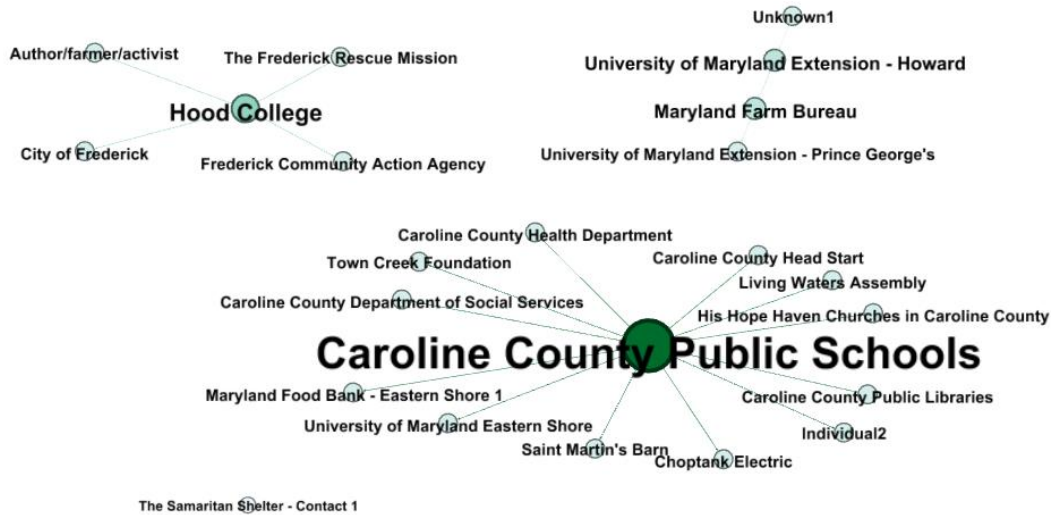 Unknown1
Author/farmer/activist
The Frederick Rescue Mission
University of Maryland Extension - Howard
Hood College
Maryland Farm Bureau
City of Frederick
Frederick Community Action Agency
University of Maryland Extension - Prince George's
Caroline County Health Department
Caroline County Head Start
Town Creek Foundation
Living Waters Assembly
Caroline County Department of Social Services
His Hope Haven Churches in Caroline County
Caroline County Public Schools
Maryland Food Bank - Eastern Shore 1
Caroline County Public Libraries
University of Maryland Eastern Shore
Individual2
Saint Martin's Barn
Choptank Electric
The Samaritan Shelter - Contact 1